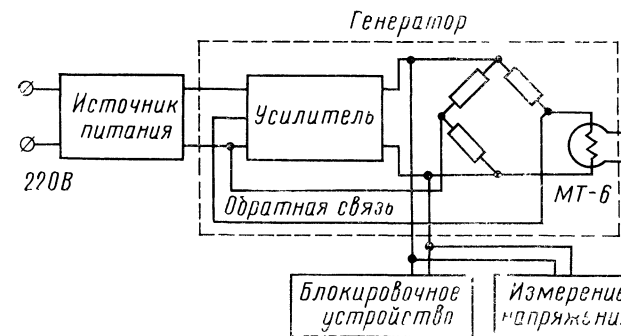 Генератор
Источник
питания
Усилитель
220В
Обратная связь
МТ-6
Блокировочное
устройство
Измерение
напряжения